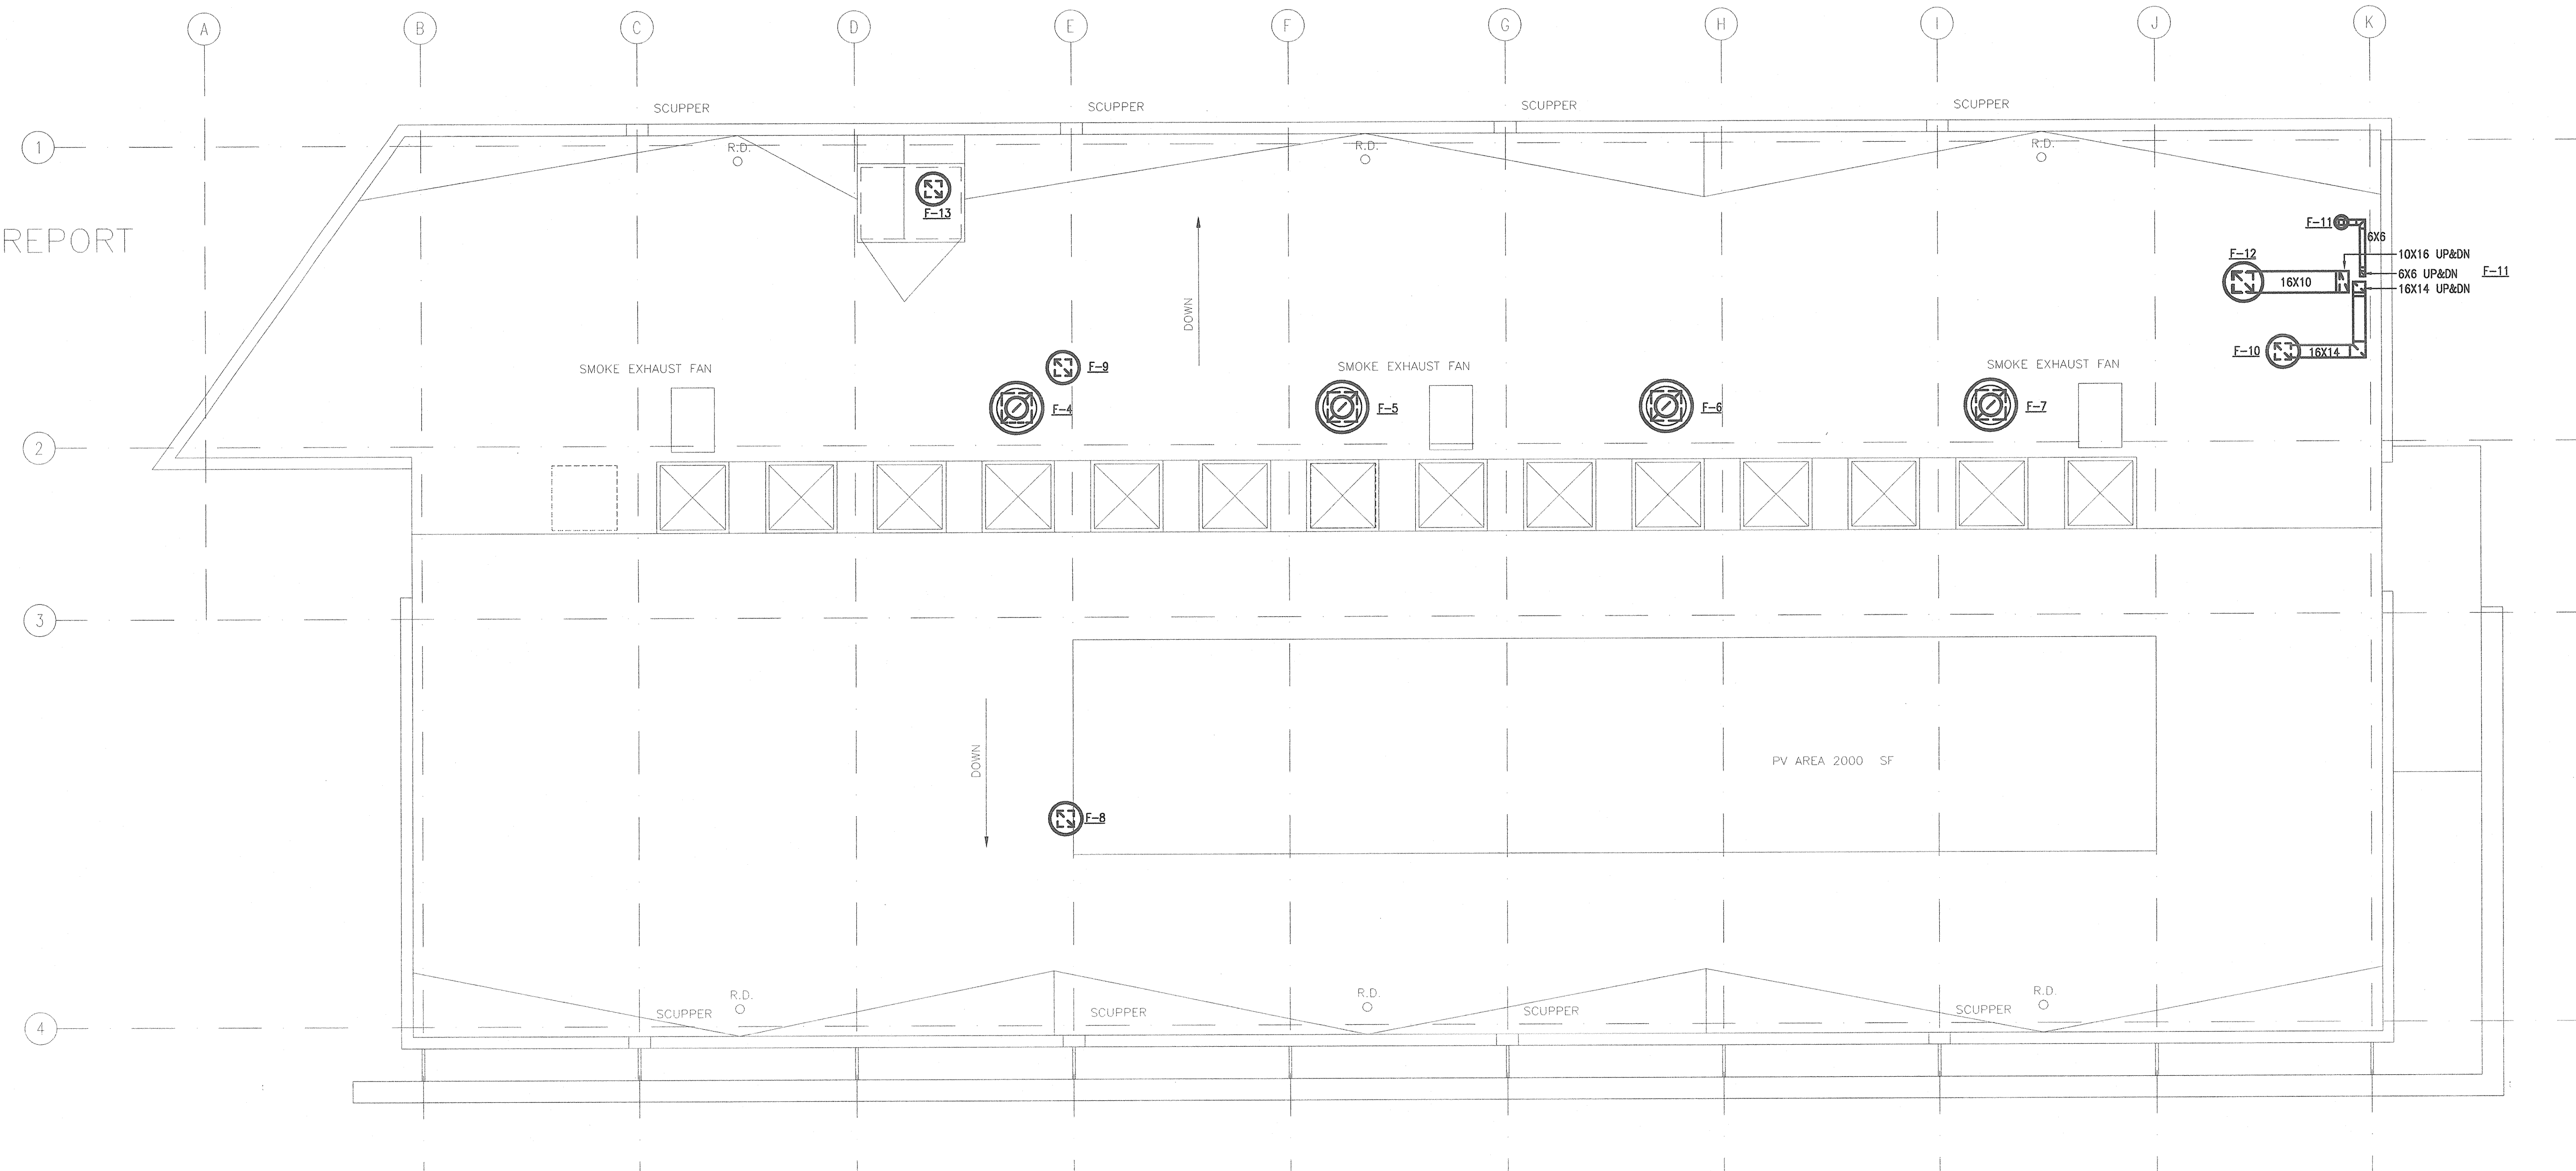 A
B
C
D
E
F
G
H
I
J
K
SCUPPER
SCUPPER
SCUPPER
SCUPPER
1
R.D.
R.D.
R.D.
F-13
REPORT
F-11
6X6
F-12
10X16 UP&DN
6X6 UP&DN
F-11
16X10
16X14 UP&DN
DOWN
F-10
16X14
SMOKE EXHAUST FAN
F-9
SMOKE EXHAUST FAN
SMOKE EXHAUST FAN
F-4
F-5
F-6
F-7
2
3
DOWN
PV AREA 2000 SF
F-8
R.D.
R.D.
R.D.
SCUPPER
SCUPPER
SCUPPER
SCUPPER
4